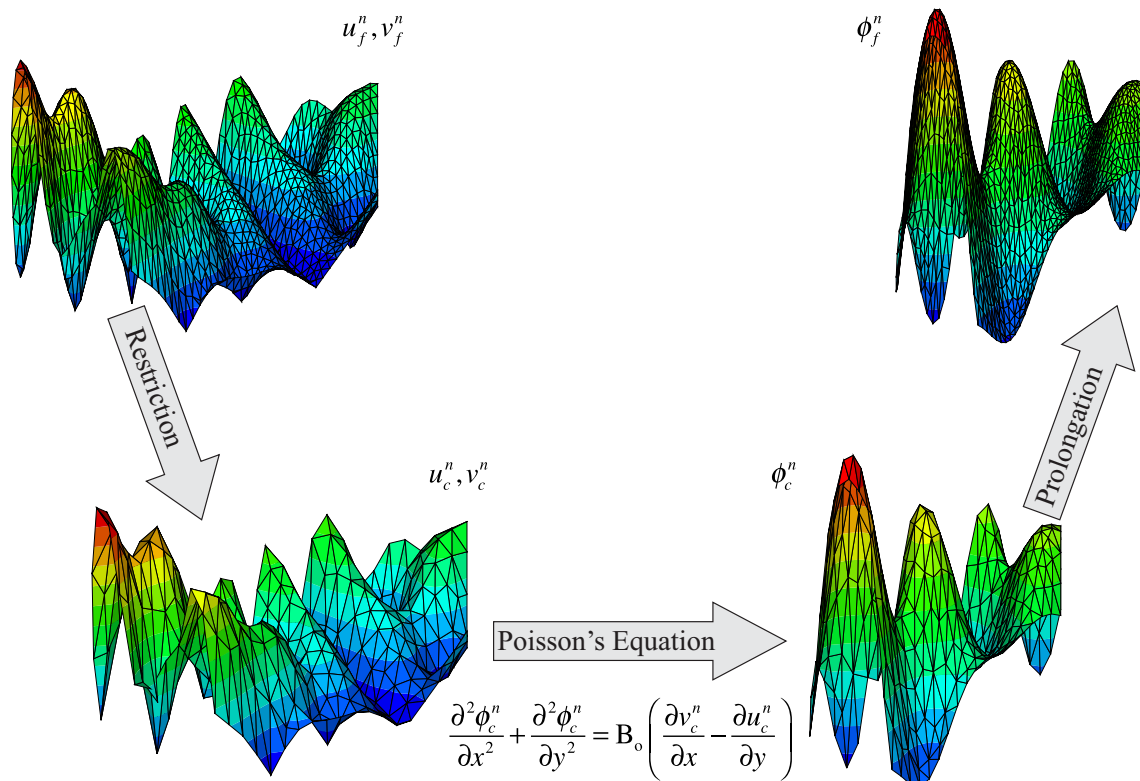 u_f^n, v_f^n
ϕ_f^n
Restriction
Prolongation
u_c^n, v_c^n
ϕ_c^n
Poisson's Equation
∂²ϕ_c^n/∂x² + ∂²ϕ_c^n/∂y² = B_o (∂v_c^n/∂x − ∂u_c^n/∂y)